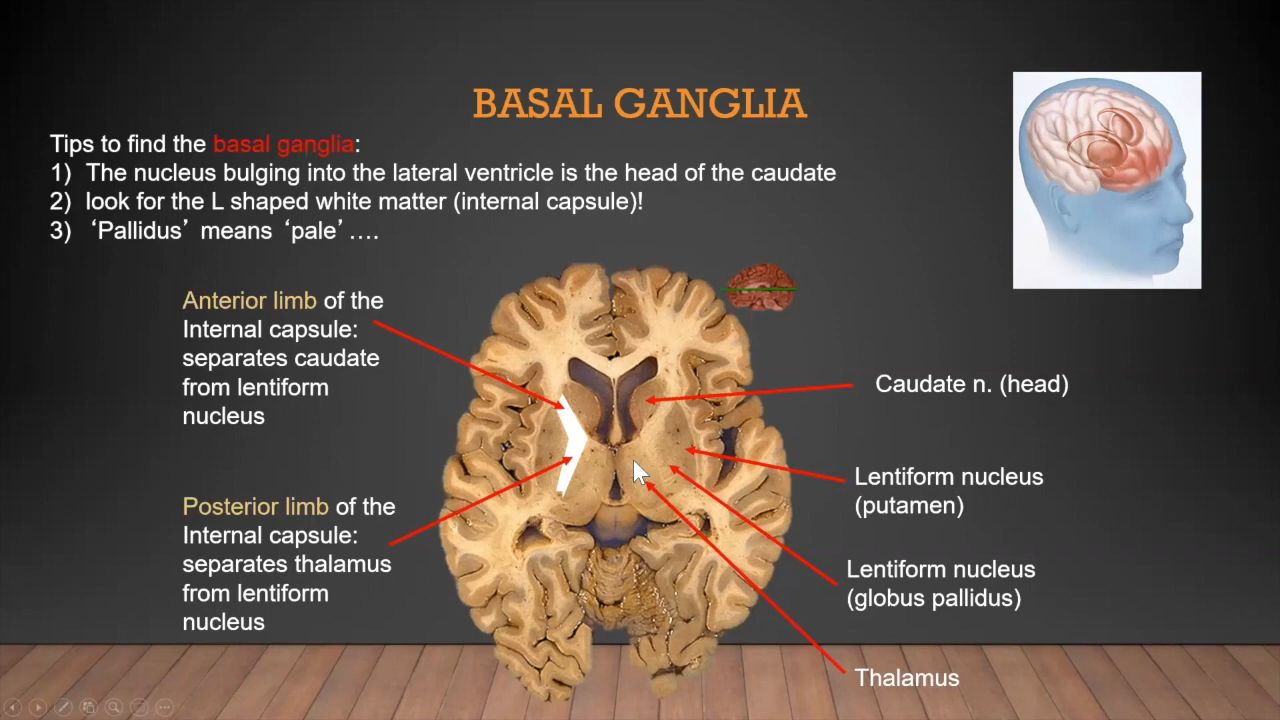 BASAL GANGLIA
Tips to find the basal ganglia:
1) The nucleus bulging into the lateral ventricle is the head of the caudate
2) look for the L shaped white matter (internal capsule)!
3) ‘Pallidus’ means ‘pale’ ….
Anterior limb of the
Internal capsule:
separates caudate
from lentiform
nucleus
Posterior limb of the
Internal capsule:
separates thalamus
from lentiform
nucleus
Caudate n. (head)
Lentiform nucleus
(putamen)
Lentiform nucleus
(globus pallidus)
Thalamus